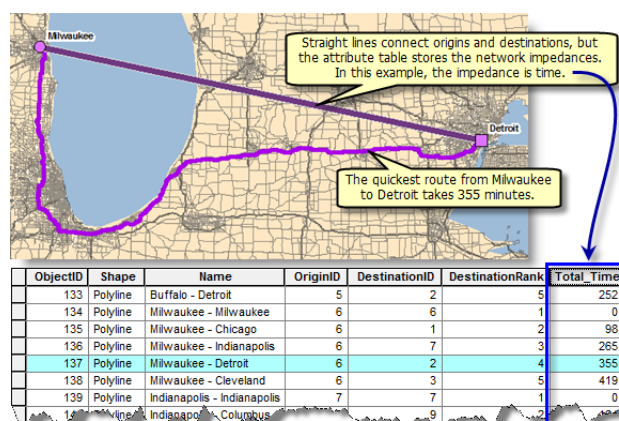 Milwaukee
Straight lines connect origins and destinations, but
the attribute table stores the network impedances.
In this example, the impedance is time.
Detroit
The quickest route from Milwaukee
to Detroit takes 355 minutes.
ObjectID Shape Name OriginID DestinationID DestinationRank Total_Time
133 Polyline Buffalo - Detroit 5 2 5 252
134 Polyline Milwaukee - Milwaukee 6 6 1 0
135 Polyline Milwaukee - Chicago 6 1 2 98
136 Polyline Milwaukee - Indianapolis 6 7 3 265
137 Polyline Milwaukee - Detroit 6 2 4 355
138 Polyline Milwaukee - Cleveland 6 3 5 419
139 Polyline Indianapolis - Indianapolis 7 7 1 0
Polyline Indianapolis - Columbus 9 2